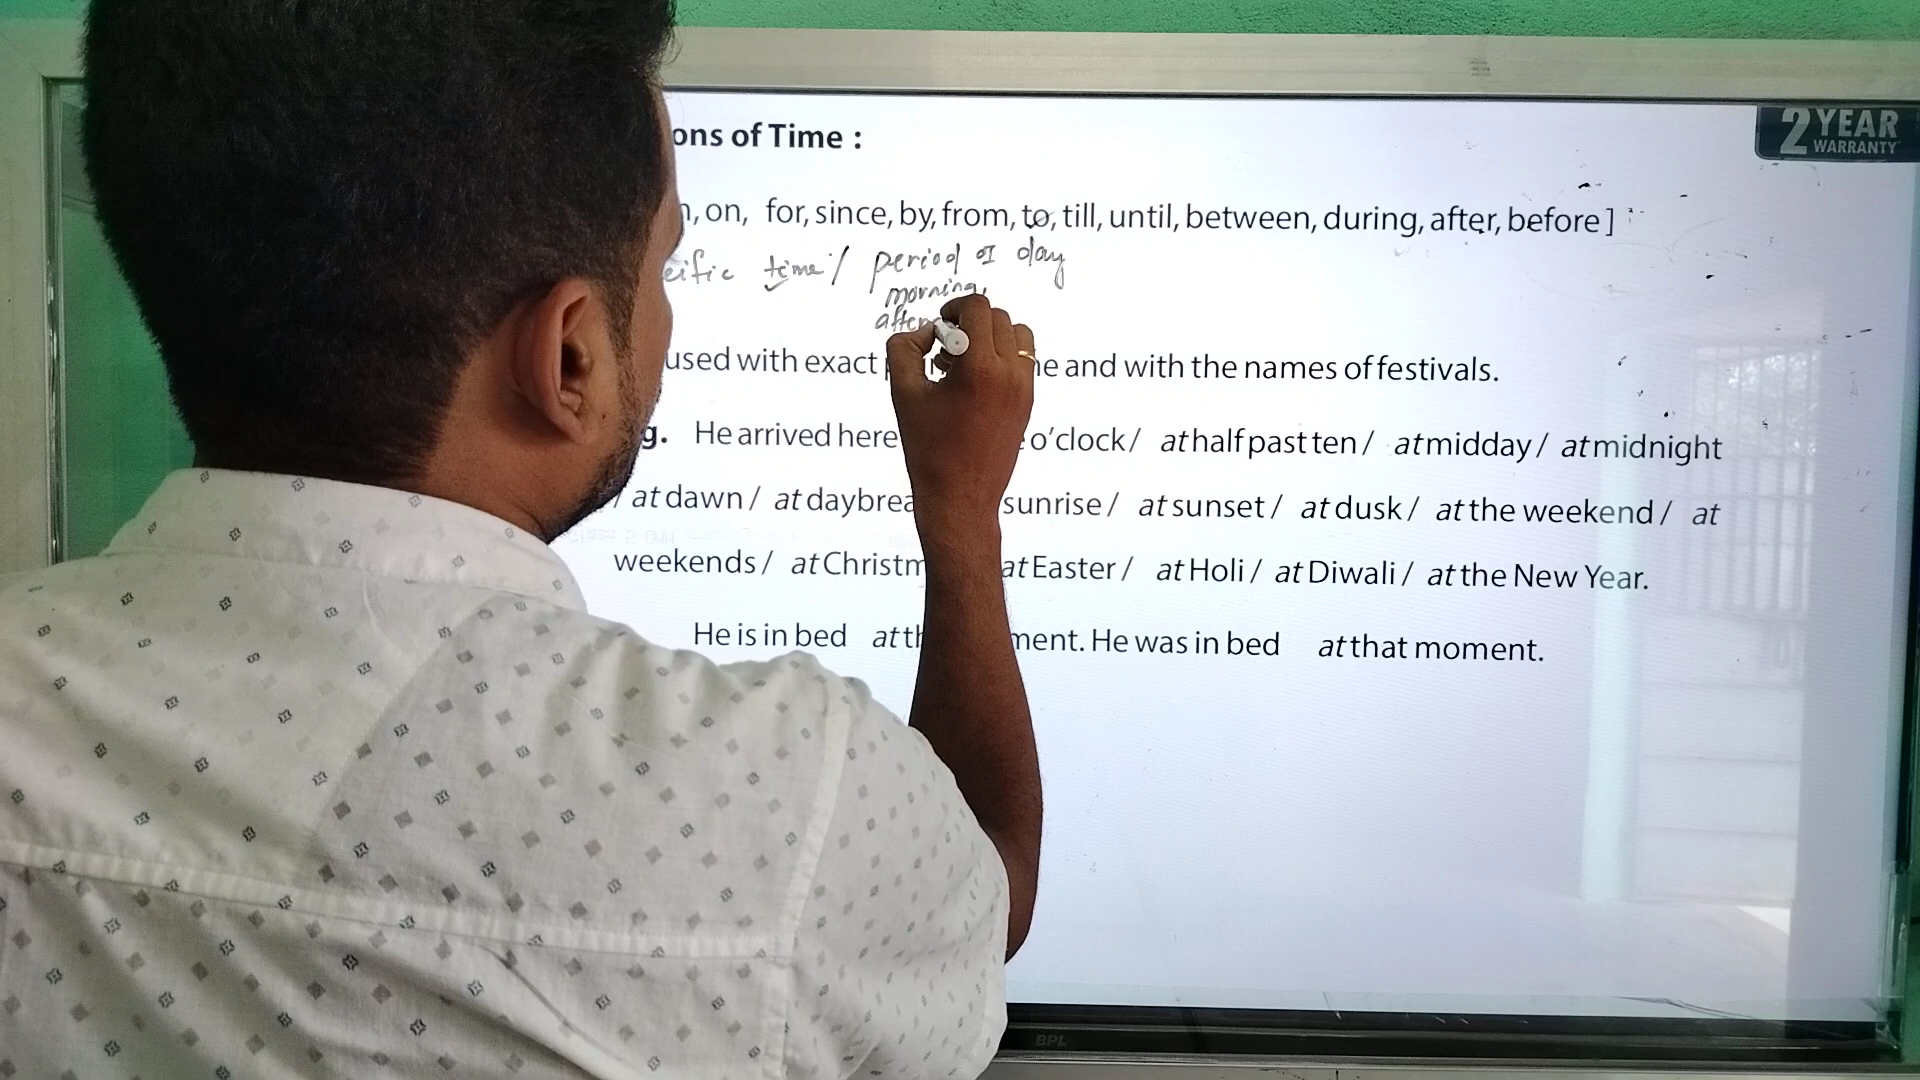 ons of Time :
2 YEAR
WARRANTY
, on, for, since, by, from, to, till, until, between, during, after, before ]
time / period of day
morning,
used with exact and with the names of festivals.
He arrived here o'clock / at half past ten / at midday / at midnight
/ at dawn / at daybrea sunrise / at sunset / at dusk / at the weekend / at
weekends / at Christm at Easter / at Holi / at Diwali / at the New Year.
He is in bed at th ment. He was in bed at that moment.
BPL